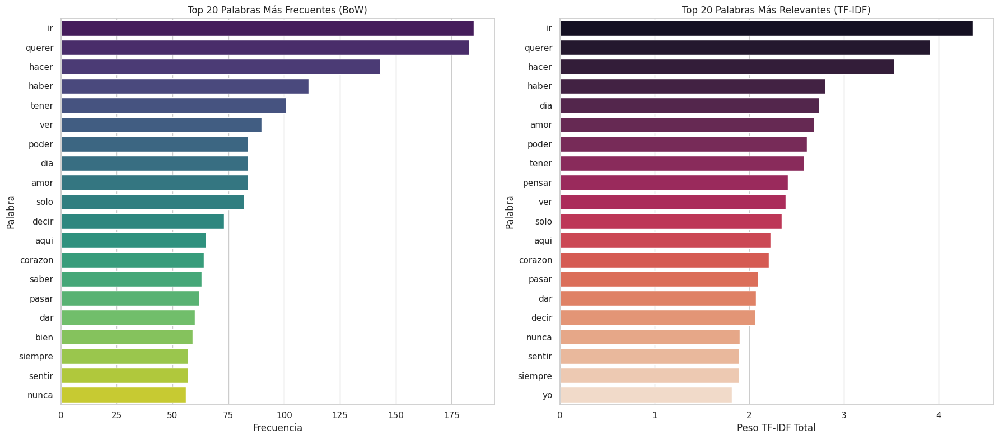 Top 20 Palabras Más Frecuentes (BoW)
ir
querer
hacer
haber
tener
ver
poder
dia
amor
solo
decir
aqui
corazon
saber
pasar
dar
bien
siempre
sentir
nunca
Palabra
0 25 50 75 100 125 150 175
Frecuencia
Top 20 Palabras Más Relevantes (TF-IDF)
ir
querer
hacer
haber
dia
amor
poder
tener
pensar
ver
solo
aqui
corazon
pasar
dar
decir
nunca
sentir
siempre
yo
Palabra
0 1 2 3 4
Peso TF-IDF Total